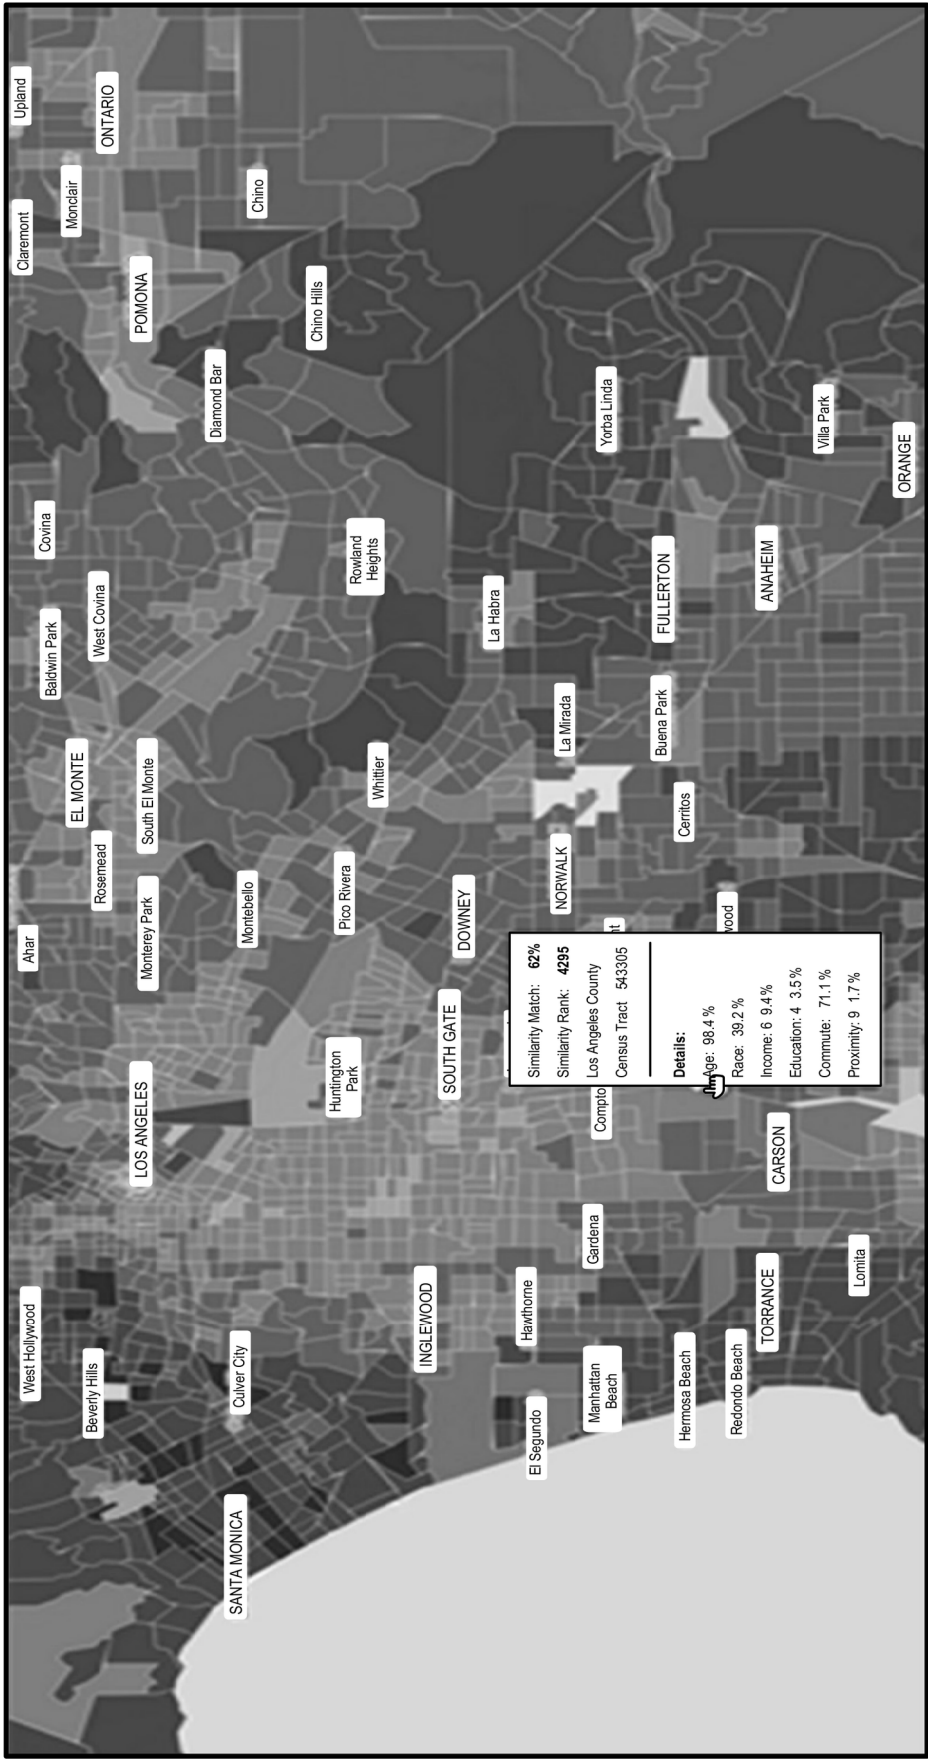 West Hollywood
Ahar
Baldwin Park
Covina
Claremont
Upland
Beverly Hills
Rosemead
EL MONTE
West Covina
Monclair
ONTARIO
LOS ANGELES
Monterey Park
South El Monte
POMONA
SANTA MONICA
Culver City
Montebello
Diamond Bar
Chino
Huntington
Park
Pico Rivera
Whittier
Rowland
Heights
Chino Hills
INGLEWOOD
SOUTH GATE
DOWNEY
La Habra
El Segundo
Hawthorne
NORWALK
La Mirada
Yorba Linda
Manhattan
Beach
Gardena
Compto
nt
Hermosa Beach
Cerritos
Buena Park
FULLERTON
Redondo Beach
TORRANCE
CARSON
wood
ANAHEIM
Villa Park
Lomita
ORANGE
Similarity Match: 62%
Similarity Rank: 4295
Los Angeles County
Census Tract 543305
Details:
Age: 98.4 %
Race: 39.2 %
Income: 6 9.4 %
Education: 4 3.5 %
Commute: 71.1 %
Proximity: 9 1.7 %